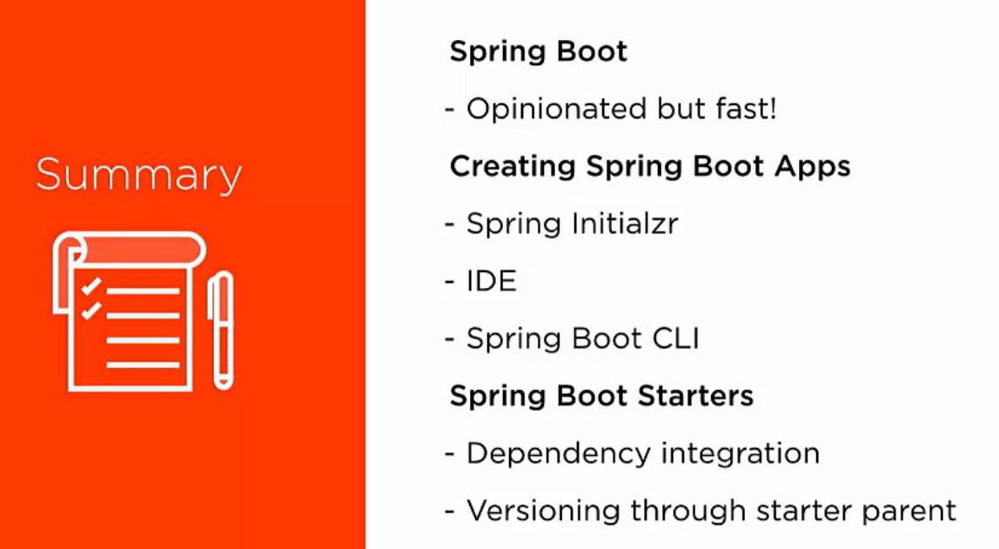 Summary
Spring Boot
- Opinionated but fast!
Creating Spring Boot Apps
- Spring Initialzr
- IDE
- Spring Boot CLI
Spring Boot Starters
- Dependency integration
- Versioning through starter parent